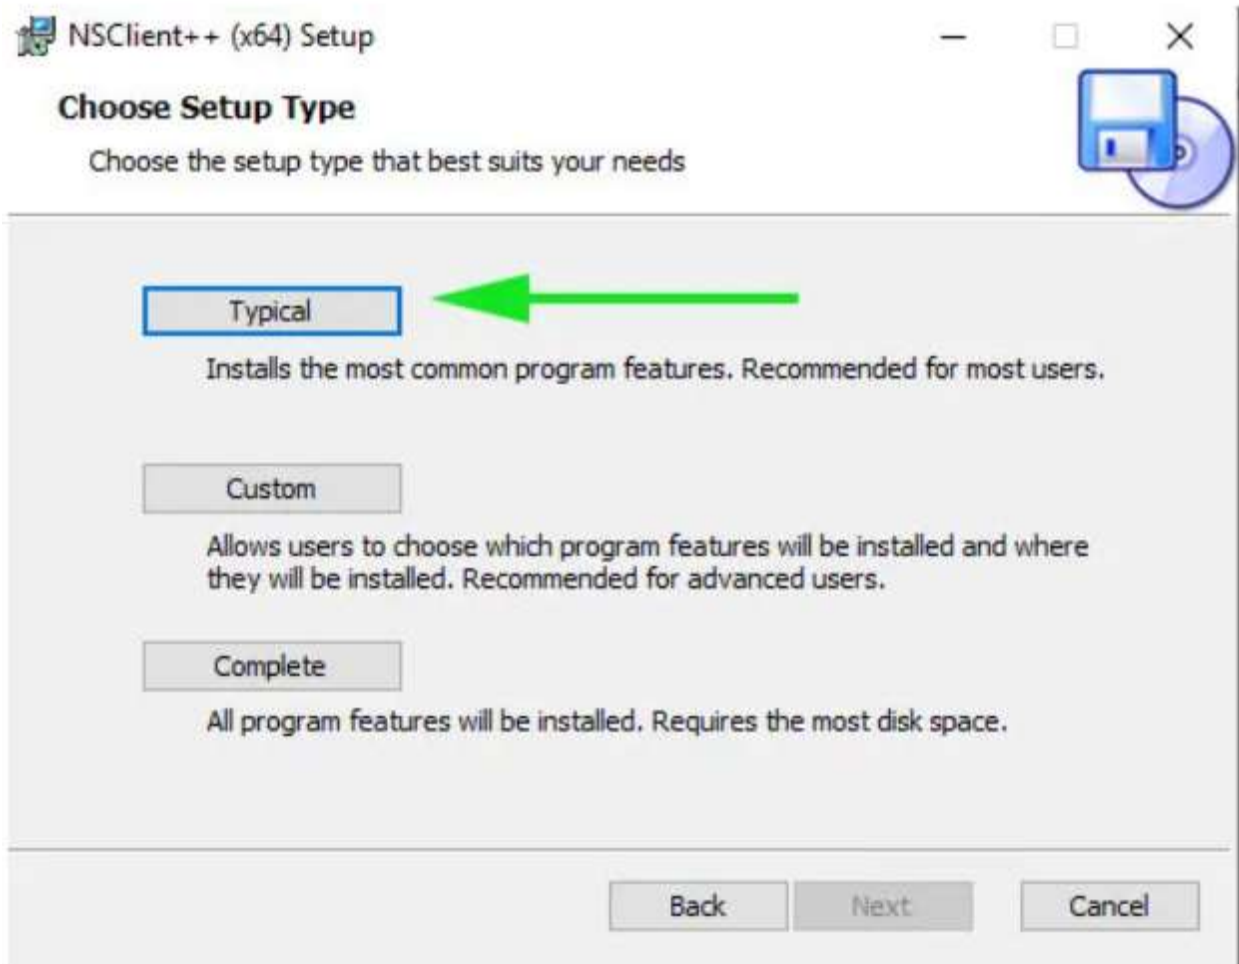 NSClient++ (x64) Setup
Choose Setup Type
Choose the setup type that best suits your needs
Typical
Installs the most common program features. Recommended for most users.
Custom
Allows users to choose which program features will be installed and where
they will be installed. Recommended for advanced users.
Complete
All program features will be installed. Requires the most disk space.
Back Next Cancel